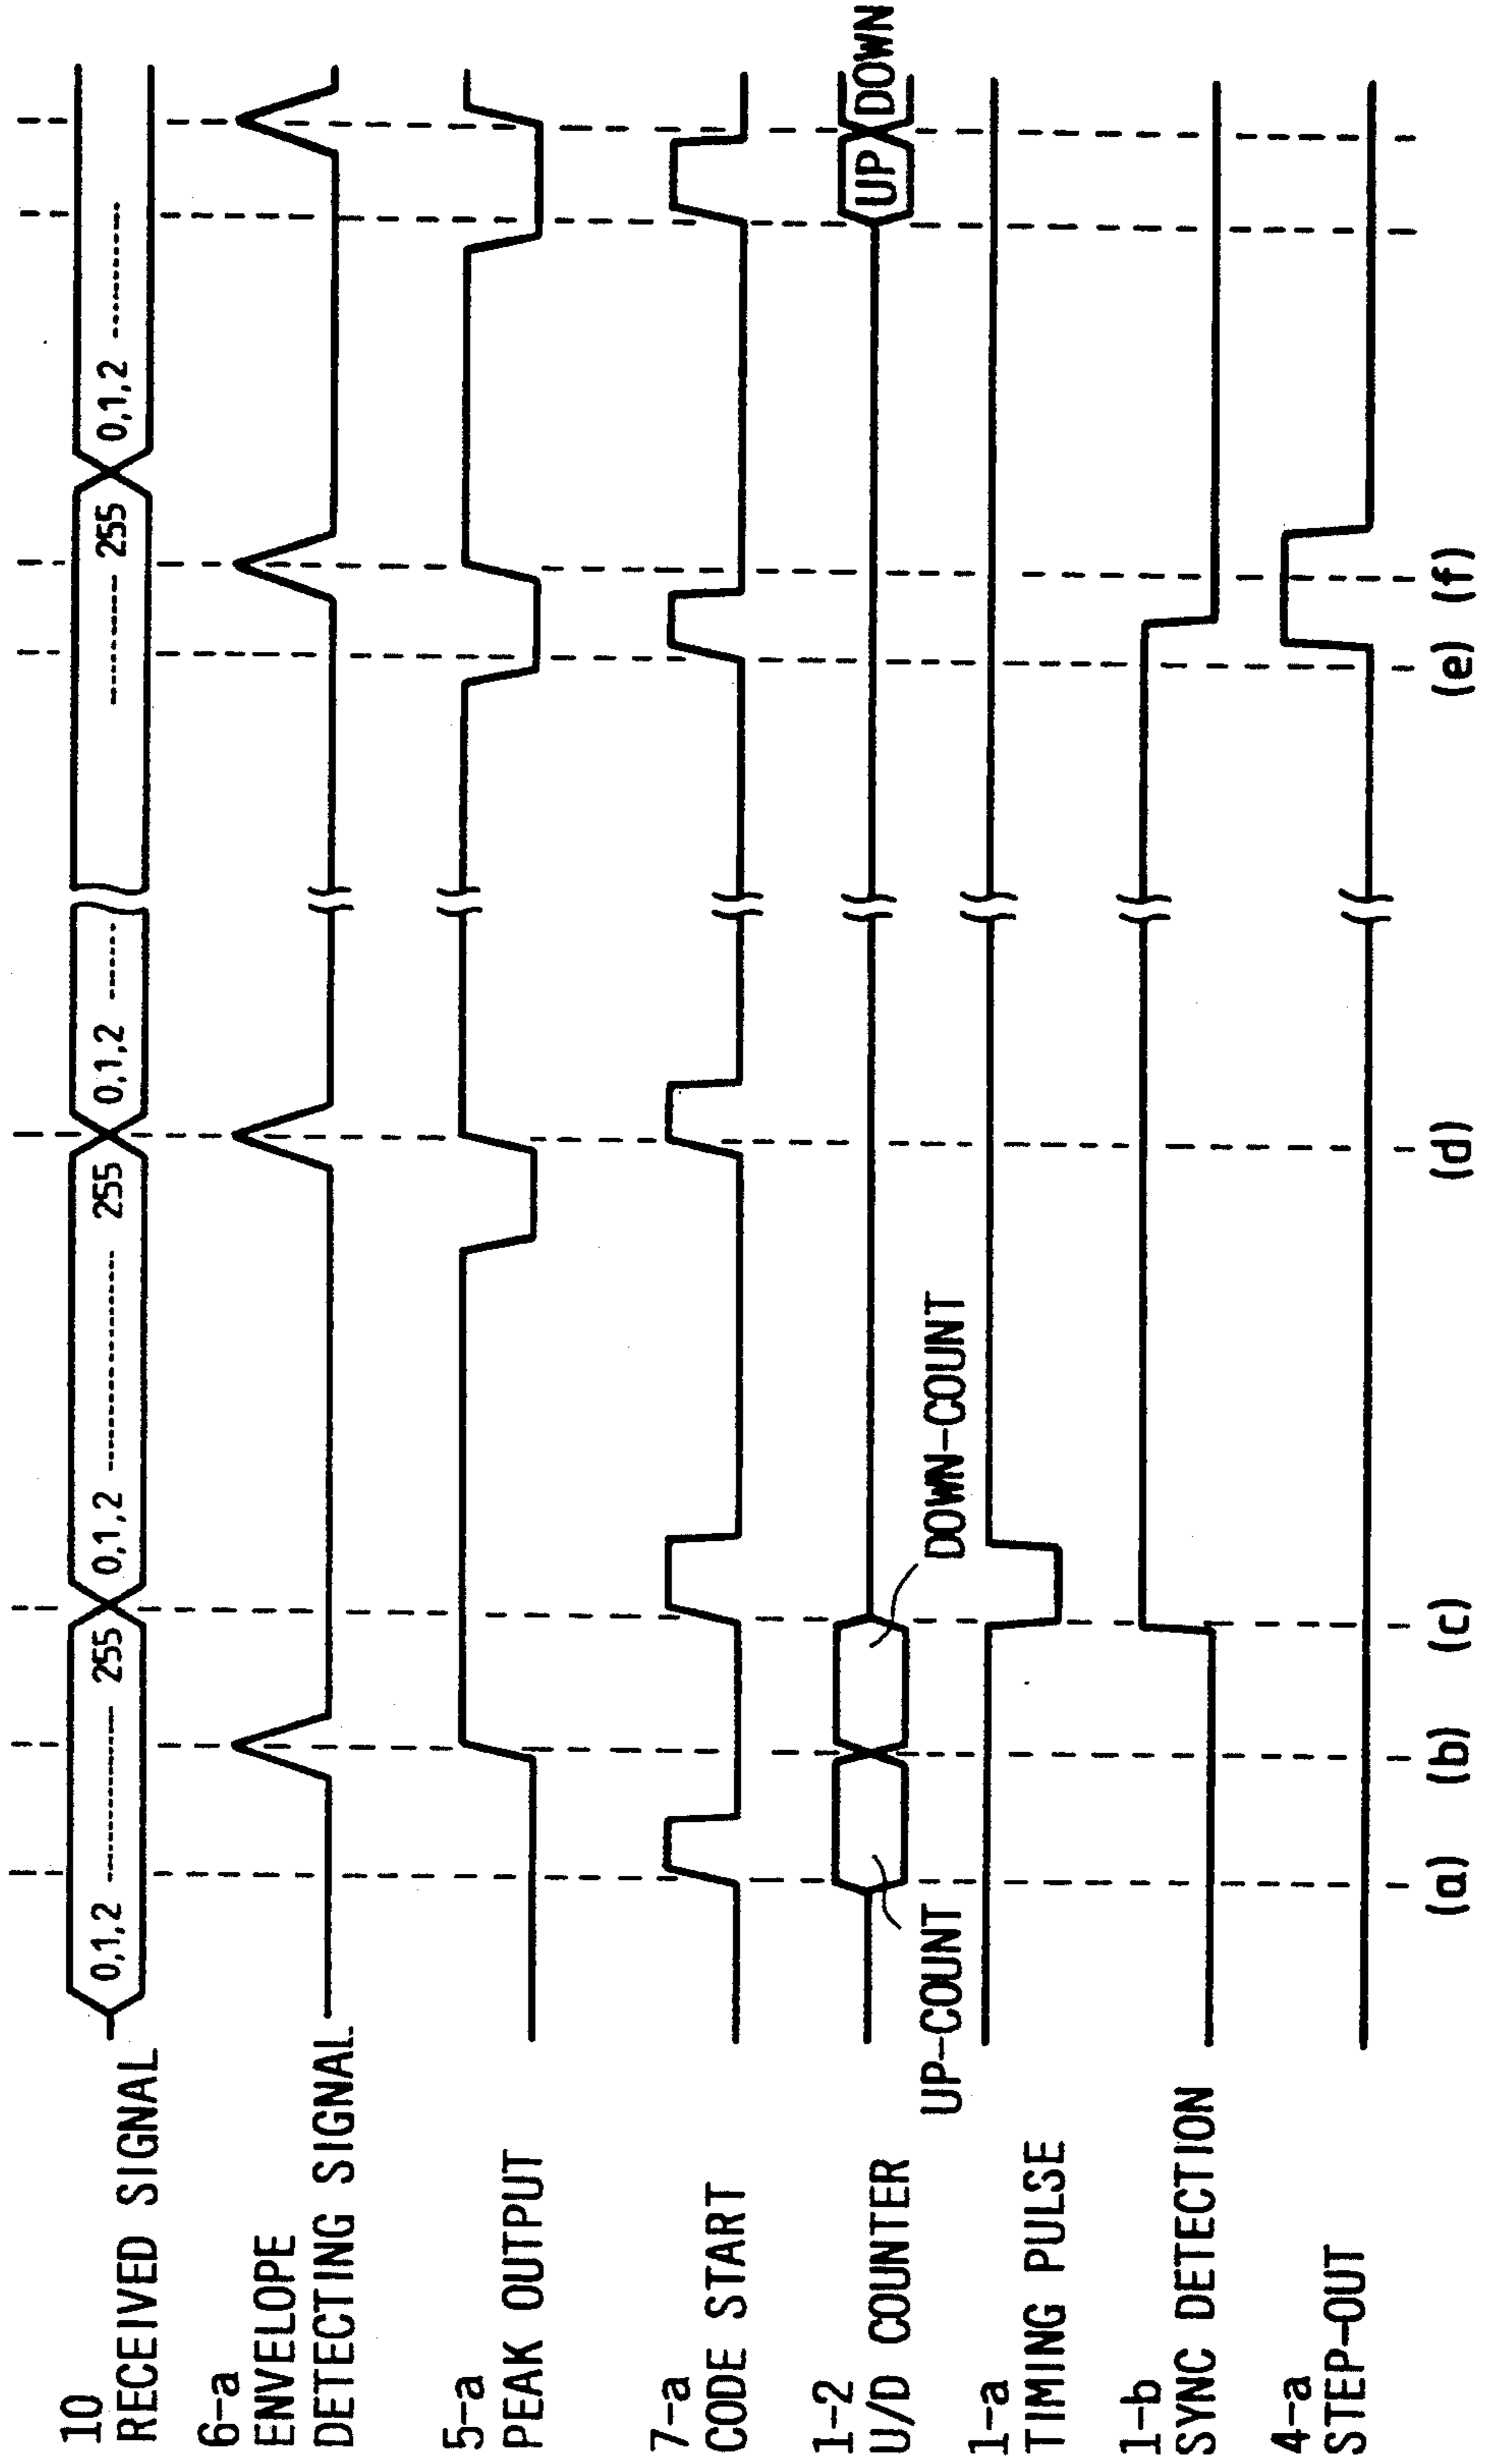 10
RECEIVED SIGNAL
0,1,2 ---------------- 255
0,1,2 ---------------- 255
0,1,2 ------
--------- 255
0,1,2 ---------
6-a
ENVELOPE
DETECTING SIGNAL
5-a
PEAK OUTPUT
7-a
CODE START
1-2
U/D COUNTER
UP-COUNT
DOWN-COUNT
UP
DOWN
1-a
TIMING PULSE
1-b
SYNC DETECTION
4-a
STEP-OUT
(a) (b) (c) (d) (e) (f)